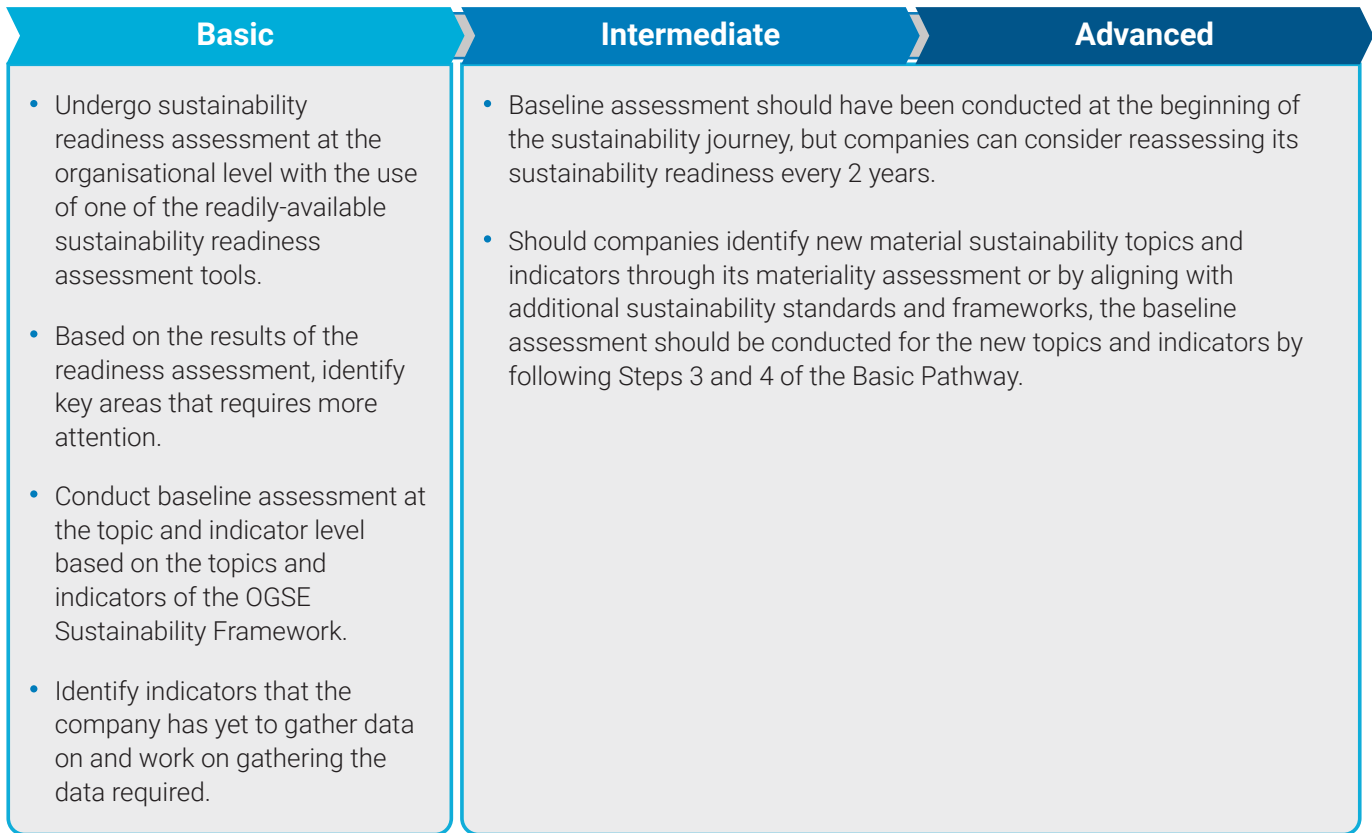 Basic
Intermediate
Advanced
• Undergo sustainability
readiness assessment at the
organisational level with the use
of one of the readily-available
sustainability readiness
assessment tools.
• Based on the results of the
readiness assessment, identify
key areas that requires more
attention.
• Conduct baseline assessment at
the topic and indicator level
based on the topics and
indicators of the OGSE
Sustainability Framework.
• Identify indicators that the
company has yet to gather data
on and work on gathering the
data required.
• Baseline assessment should have been conducted at the beginning of
the sustainability journey, but companies can consider reassessing its
sustainability readiness every 2 years.
• Should companies identify new material sustainability topics and
indicators through its materiality assessment or by aligning with
additional sustainability standards and frameworks, the baseline
assessment should be conducted for the new topics and indicators by
following Steps 3 and 4 of the Basic Pathway.